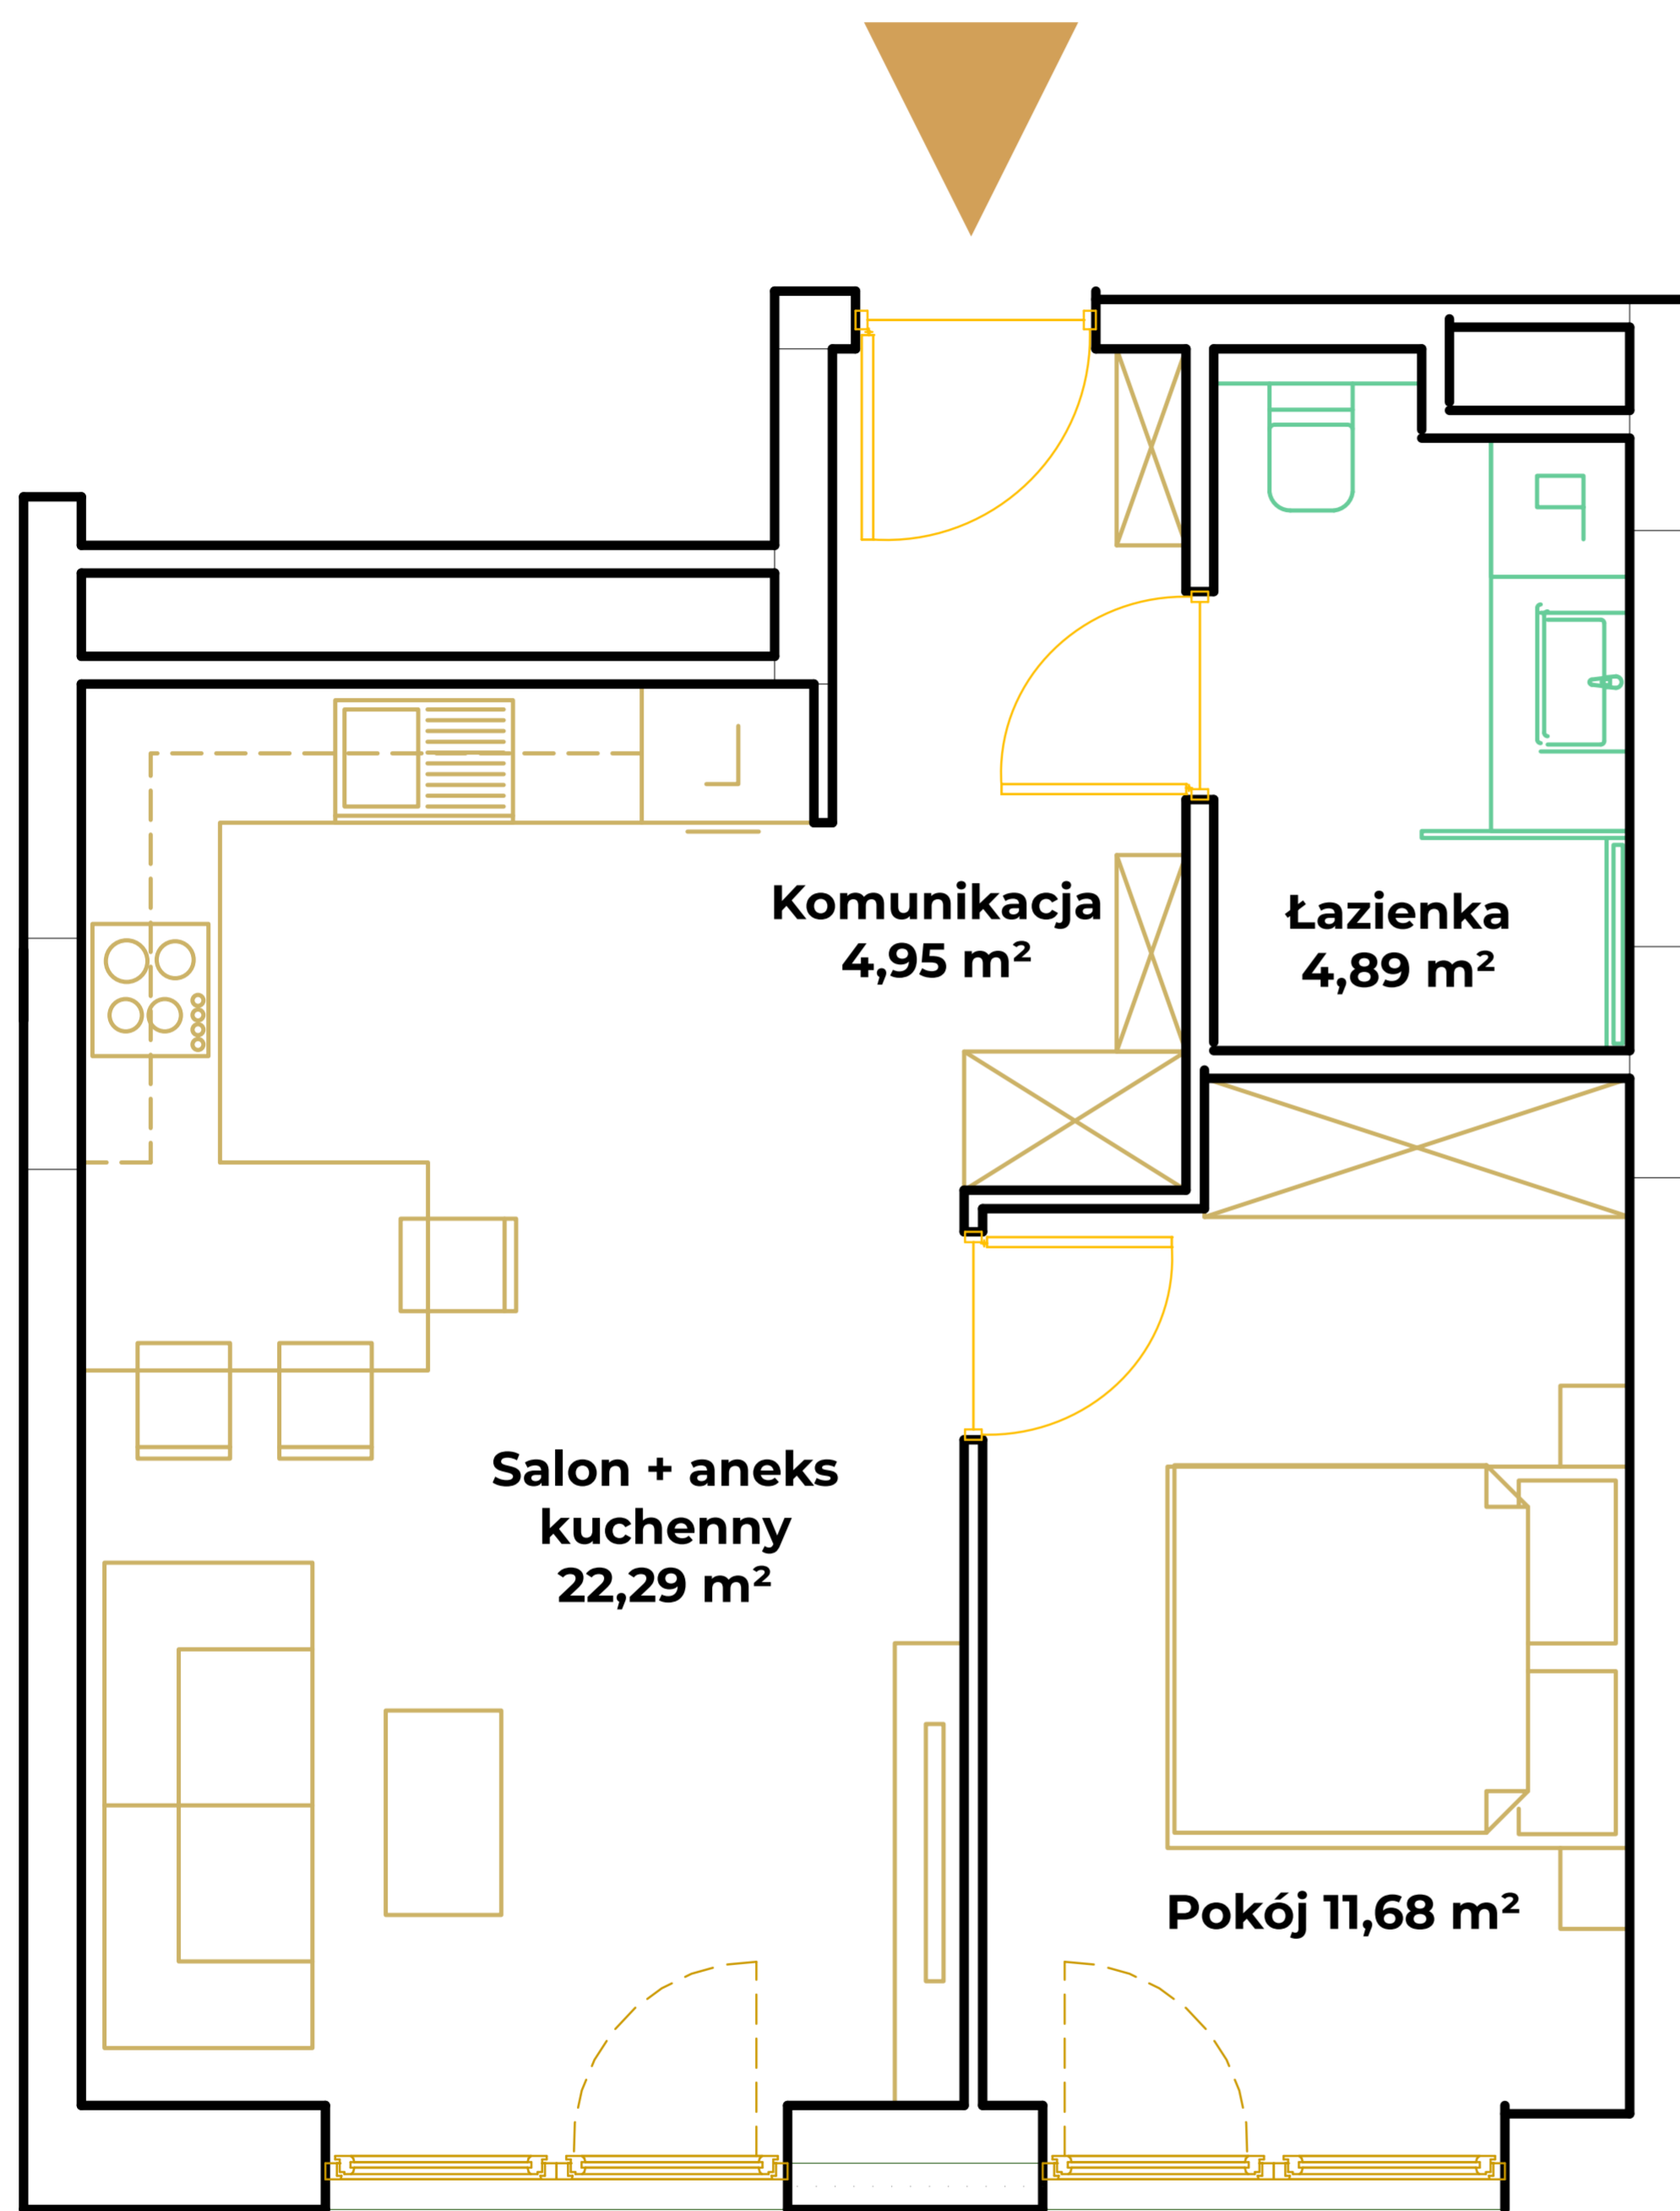 Komunikacja
4,95 m²
Łazienka
4,89 m²
Salon + aneks
kuchenny
22,29 m²
Pokój 11,68 m²